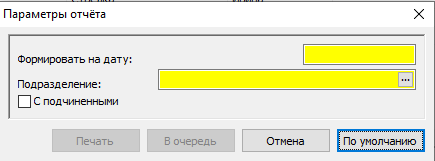 Параметры отчёта
Формировать на дату:
Подразделение:
...
С подчиненными
Печать В очередь Отмена По умолчанию